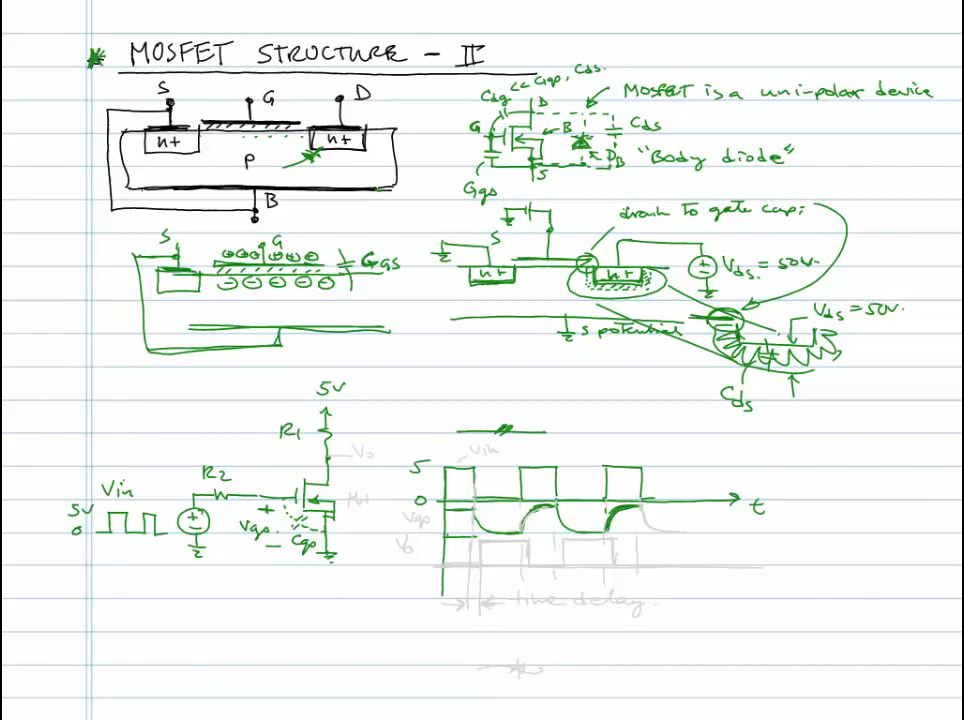 * MOSFET STRUCTURE - II
S G D
n+ n+
P
B
<< Cgp, Cds.
Cdg D
MOSFET is a uni-polar device
G B Cds
DB "Body diode"
S
Cgs
drain to gate cap:
S G
Cgs
S
n+ n+
Vds = 50V.
S potential
Vds = 50V.
Cds
5V
R1
Vo
R2
M1
Vin
5V
0
+
Vgs
-
Cgs
Vin
5
0
t
Vgs
Vo
time delay.